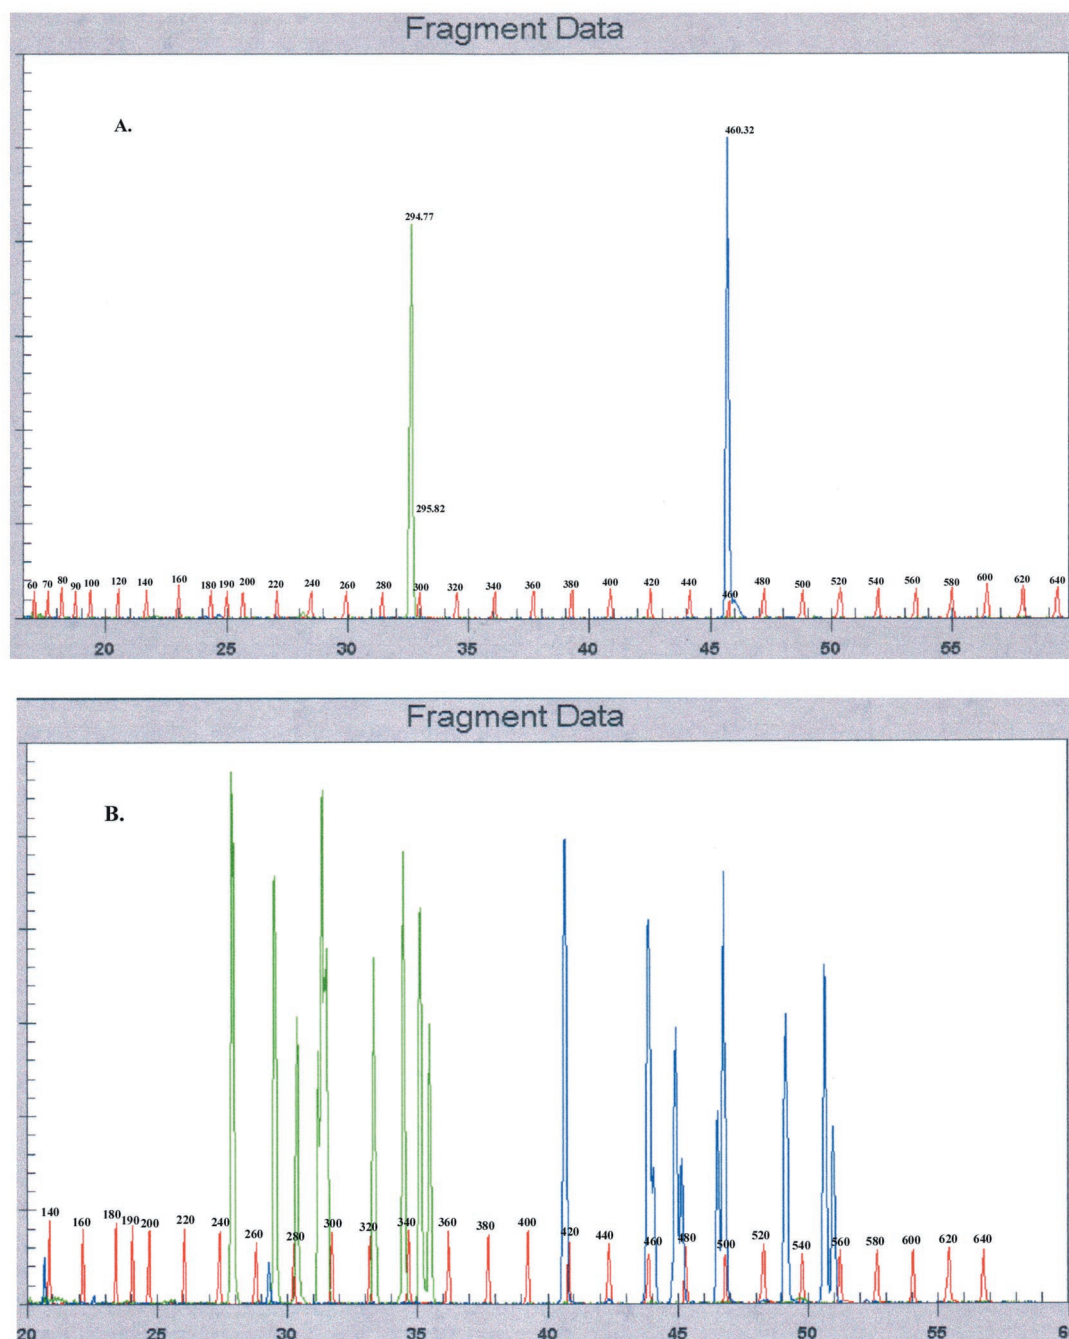 Fragment Data
A.
460.32
294.77
295.82
60 70 80 90 100 120 140 160 180 190 200 220 240 260 280 300 320 340 360 380 400 420 440 460 480 500 520 540 560 580 600 620 640
20 25 30 35 40 45 50 55
Fragment Data
B.
140 160 180 190 200 220 240 260 280 300 320 340 360 380 400 420 440 460 480 500 520 540 560 580 600 620 640
20 25 30 35 40 45 50 55